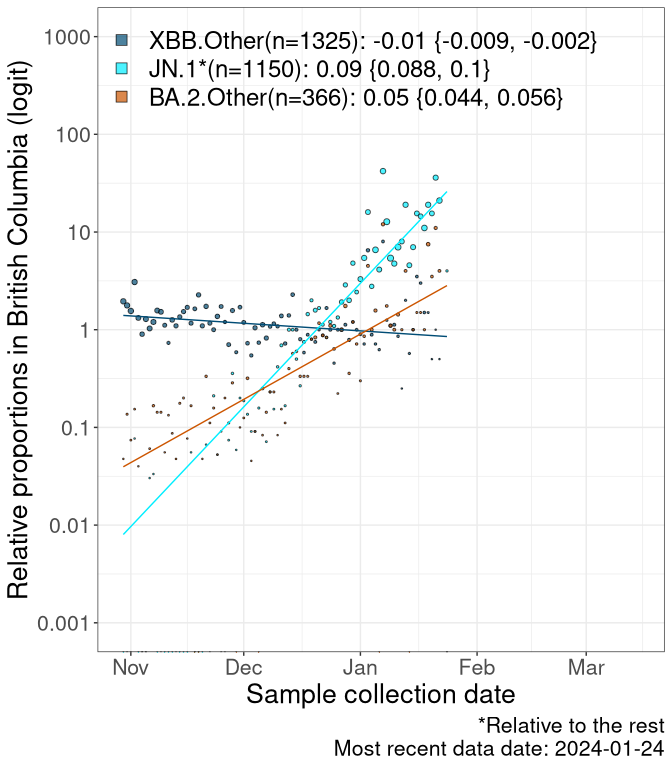 XBB.Other(n=1325): -0.01 {-0.009, -0.002}
JN.1*(n=1150): 0.09 {0.088, 0.1}
BA.2.Other(n=366): 0.05 {0.044, 0.056}
Relative proportions in British Columbia (logit)
1000
100
10
1
0.1
0.01
0.001
Nov Dec Jan Feb Mar
Sample collection date
*Relative to the rest
Most recent data date: 2024-01-24